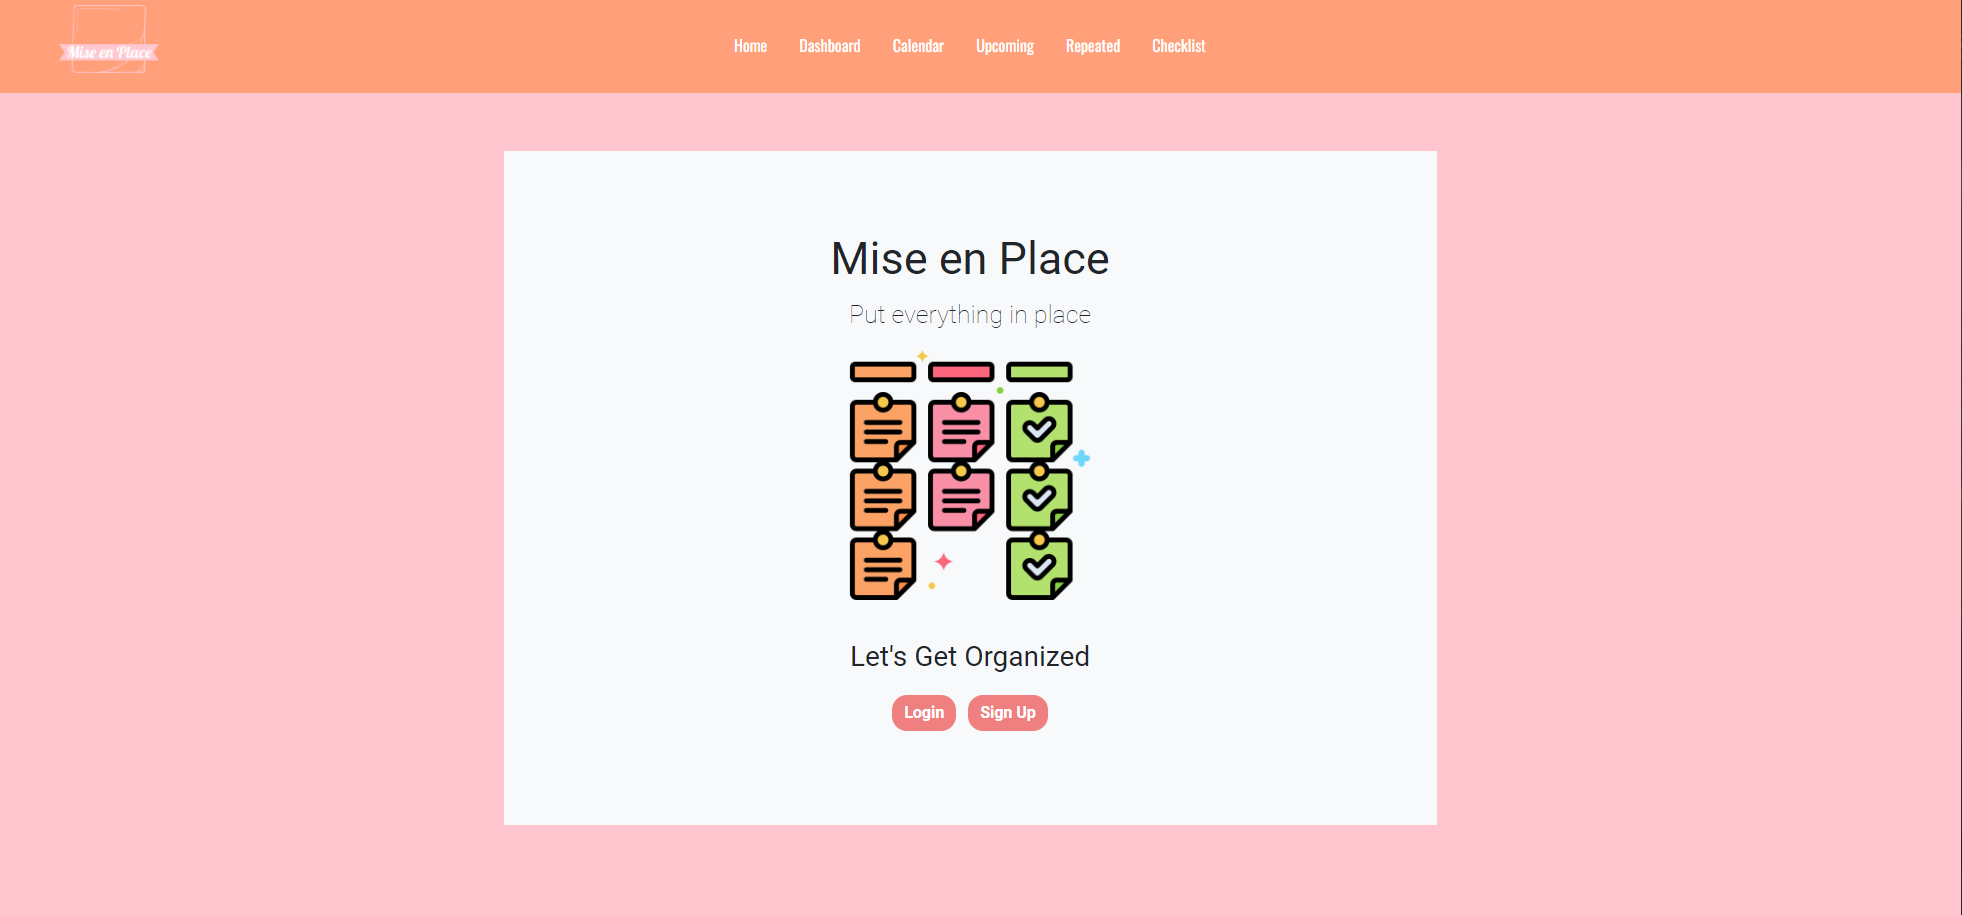 Mise en Place
Home Dashboard Calendar Upcoming Repeated Checklist
Mise en Place
Put everything in place
Let's Get Organized
Login Sign Up